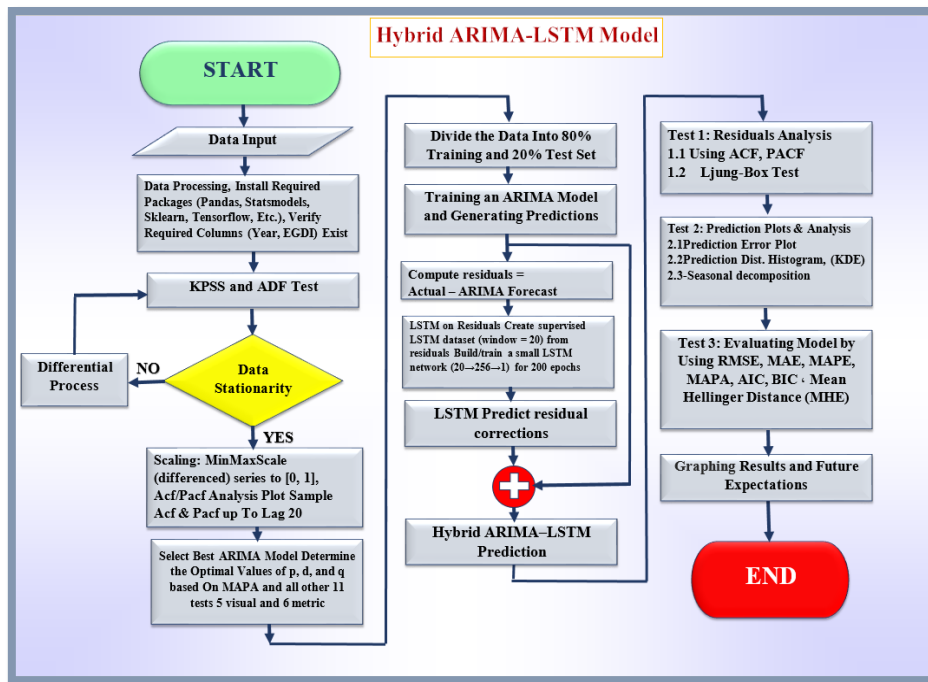 Hybrid ARIMA-LSTM Model
START
Data Input
Data Processing, Install Required
Packages (Pandas, Statsmodels,
Sklearn, Tensorflow, Etc.), Verify
Required Columns (Year, EGDI) Exist
KPSS and ADF Test
Differential
Process
NO
Data
Stationarity
YES
Scaling: MinMaxScale
(differenced) series to [0, 1],
Acf/Pacf Analysis Plot Sample
Acf & Pacf up To Lag 20
Select Best ARIMA Model Determine
the Optimal Values of p, d, and q
based On MAPA and all other 11
tests 5 visual and 6 metric
Divide the Data Into 80%
Training and 20% Test Set
Training an ARIMA Model
and Generating Predictions
Compute residuals =
Actual – ARIMA Forecast
LSTM on Residuals Create supervised
LSTM dataset (window = 20) from
residuals Build/train a small LSTM
network (20→256→1) for 200 epochs
LSTM Predict residual
corrections
Hybrid ARIMA–LSTM
Prediction
Test 1: Residuals Analysis
1.1 Using ACF, PACF
1.2 Ljung-Box Test
Test 2: Prediction Plots & Analysis
2.1Prediction Error Plot
2.2Prediction Dist. Histogram, (KDE)
2.3-Seasonal decomposition
Test 3: Evaluating Model by
Using RMSE, MAE, MAPE,
MAPA, AIC, BIC ، Mean
Hellinger Distance (MHE)
Graphing Results and Future
Expectations
END